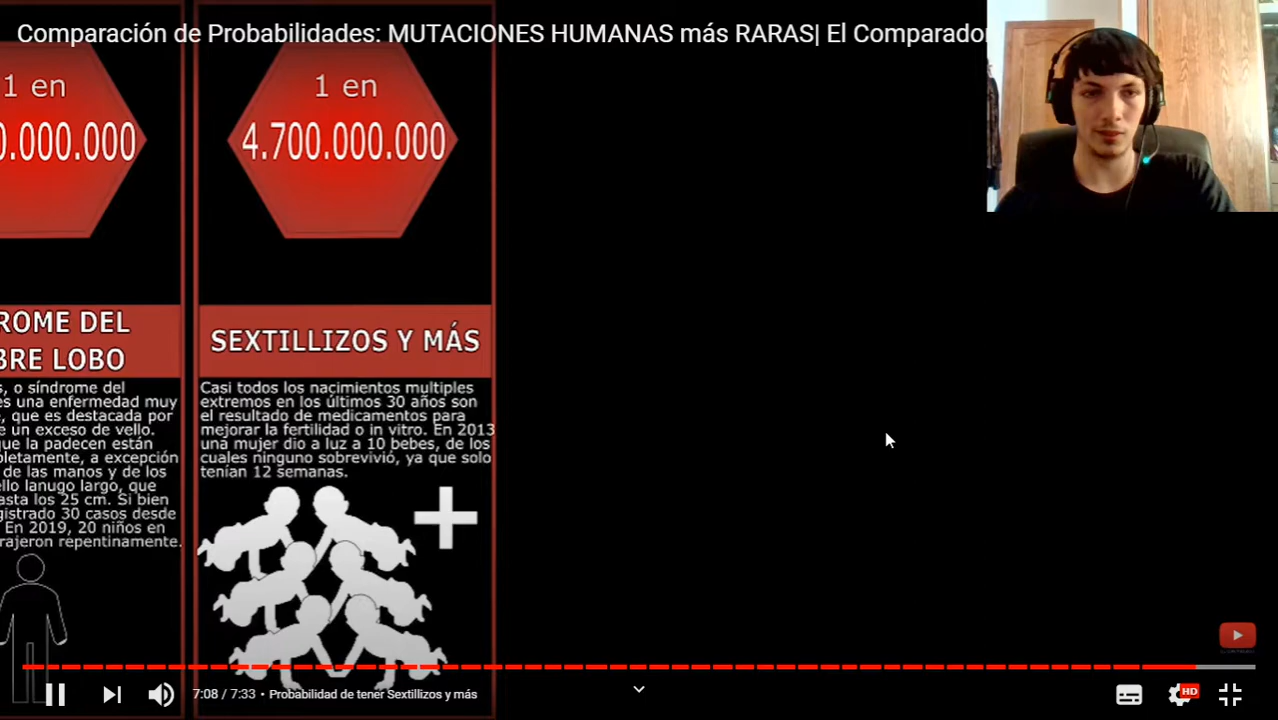 Comparación de Probabilidades: MUTACIONES HUMANAS más RARAS| El Comparador
1 en
0.000.000
ROME DEL
BRE LOBO
s, o síndrome del
es una enfermedad muy
e, que es destacada por
e un exceso de vello.
que la padecen están
pletamente, a excepción
de las manos y de los
ello lanugo largo, que
asta los 25 cm. Si bien
gistrado 30 casos desde
En 2019, 20 niños en
rajeron repentinamente.
1 en
4.700.000.000
SEXTILLIZOS Y MÁS
Casi todos los nacimientos multiples
extremos en los últimos 30 años son
el resultado de medicamentos para
mejorar la fertilidad o in vitro. En 2013
una mujer dio a luz a 10 bebes, de los
cuales ninguno sobrevivió, ya que solo
tenían 12 semanas.
+
7:08 / 7:33 • Probabilidad de tener Sextillizos y más
HD